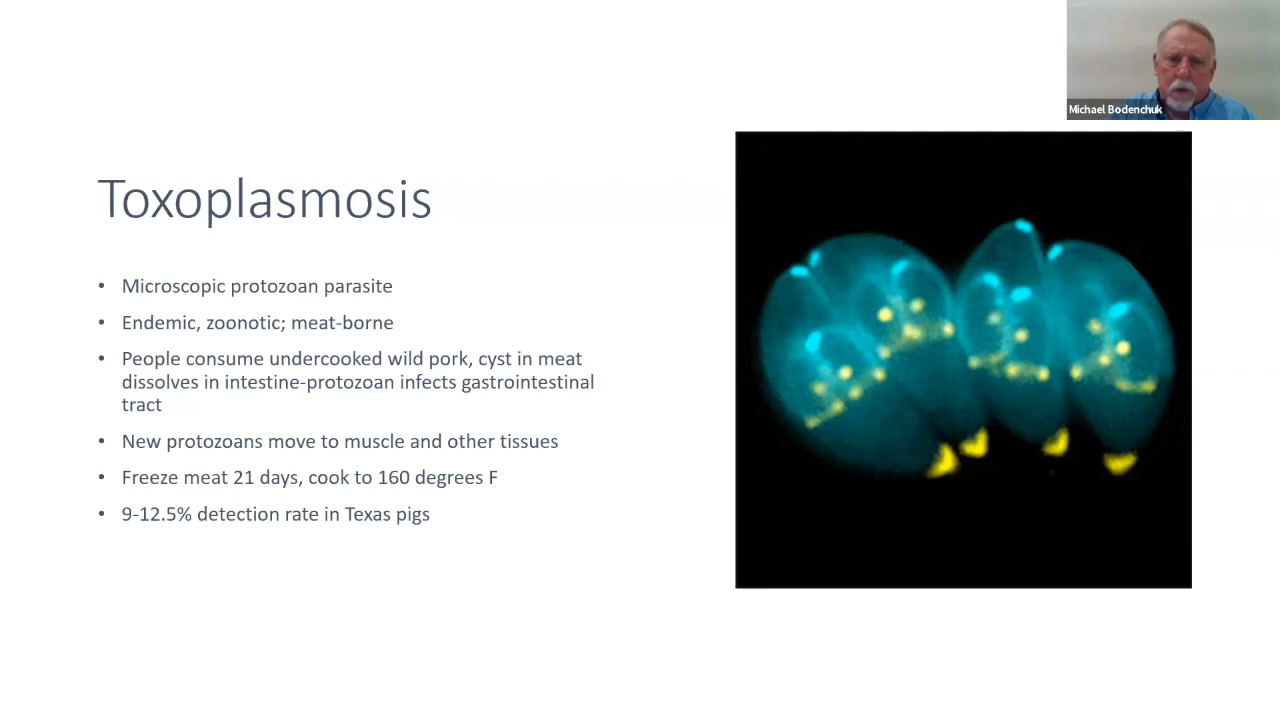 Michael Bodenchuk
Toxoplasmosis
• Microscopic protozoan parasite
• Endemic, zoonotic; meat-borne
• People consume undercooked wild pork, cyst in meat
dissolves in intestine-protozoan infects gastrointestinal
tract
• New protozoans move to muscle and other tissues
• Freeze meat 21 days, cook to 160 degrees F
• 9-12.5% detection rate in Texas pigs